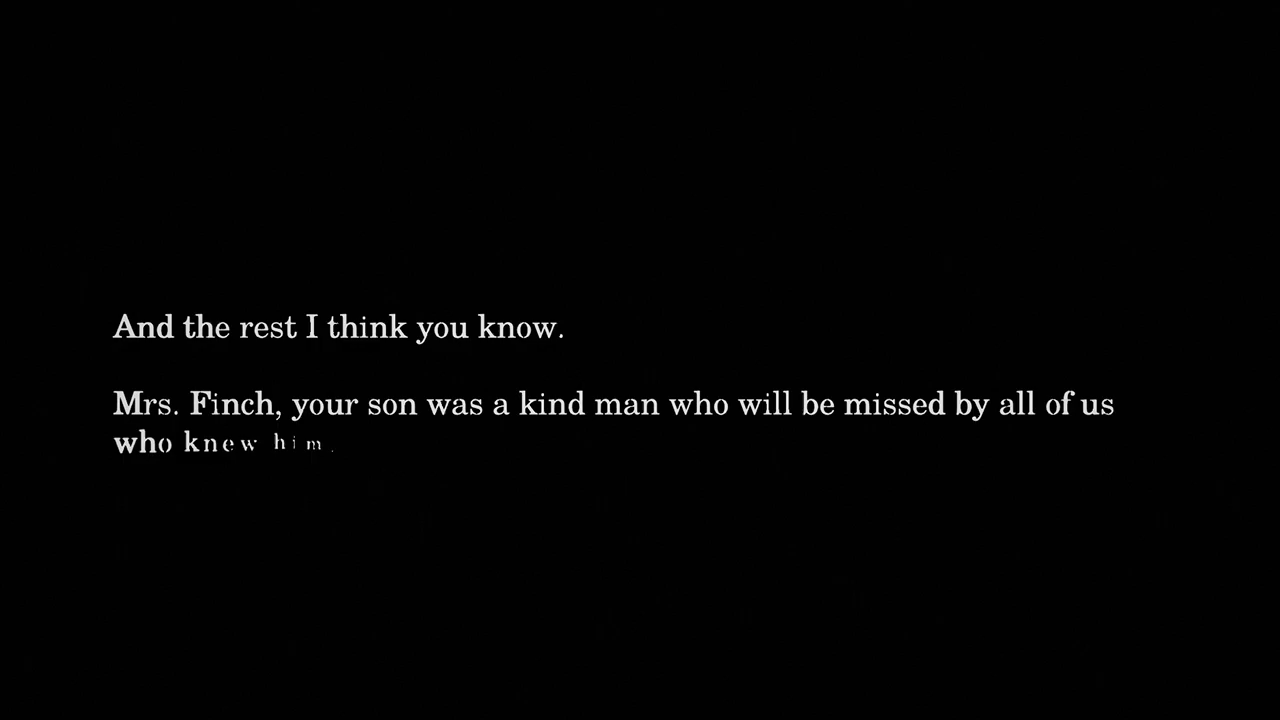 And the rest I think you know.
Mrs. Finch, your son was a kind man who will be missed by all of us
who knew him.